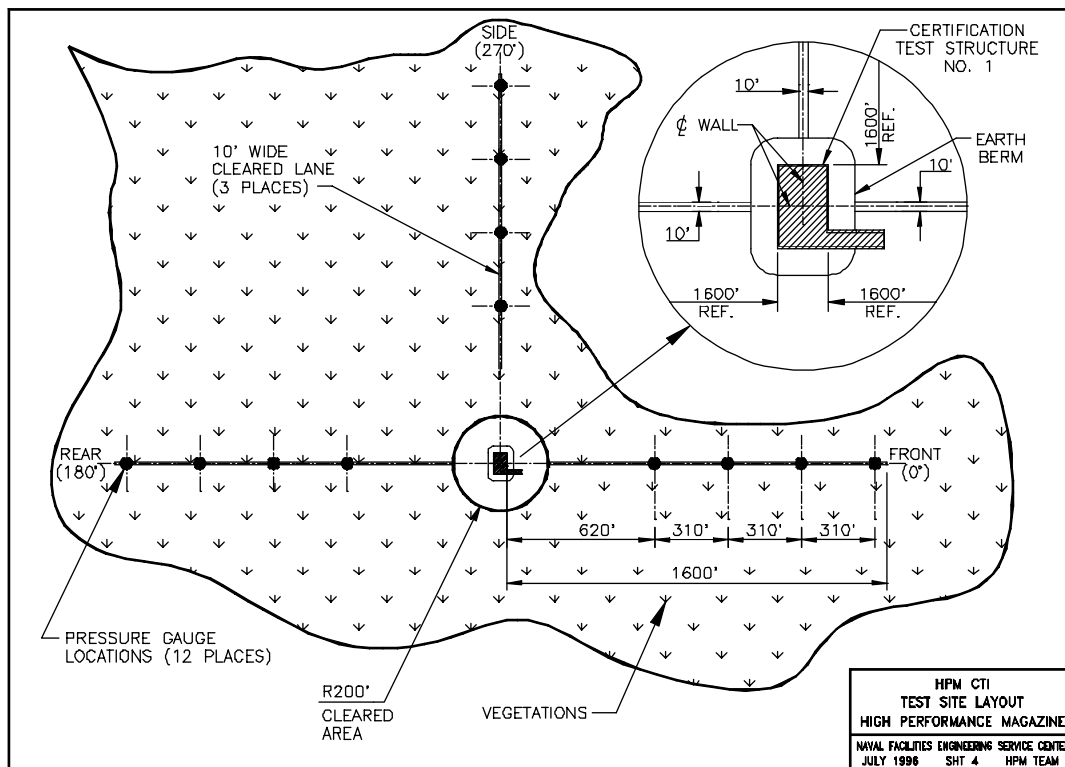 SIDE
(270°)
CERTIFICATION
TEST STRUCTURE
NO. 1
10'
1600'
REF.
℄ WALL
EARTH
BERM
10' WIDE
CLEARED LANE
(3 PLACES)
10'
10'
1600'
REF.
1600'
REF.
REAR
(180°)
FRONT
(0°)
620'
310'
310'
310'
1600'
PRESSURE GAUGE
LOCATIONS (12 PLACES)
R200'
CLEARED
AREA
VEGETATIONS
HPM CTI
TEST SITE LAYOUT
HIGH PERFORMANCE MAGAZINE
NAVAL FACILITIES ENGINEERING SERVICE CENTE
JULY 1996 SHT 4 HPM TEAM